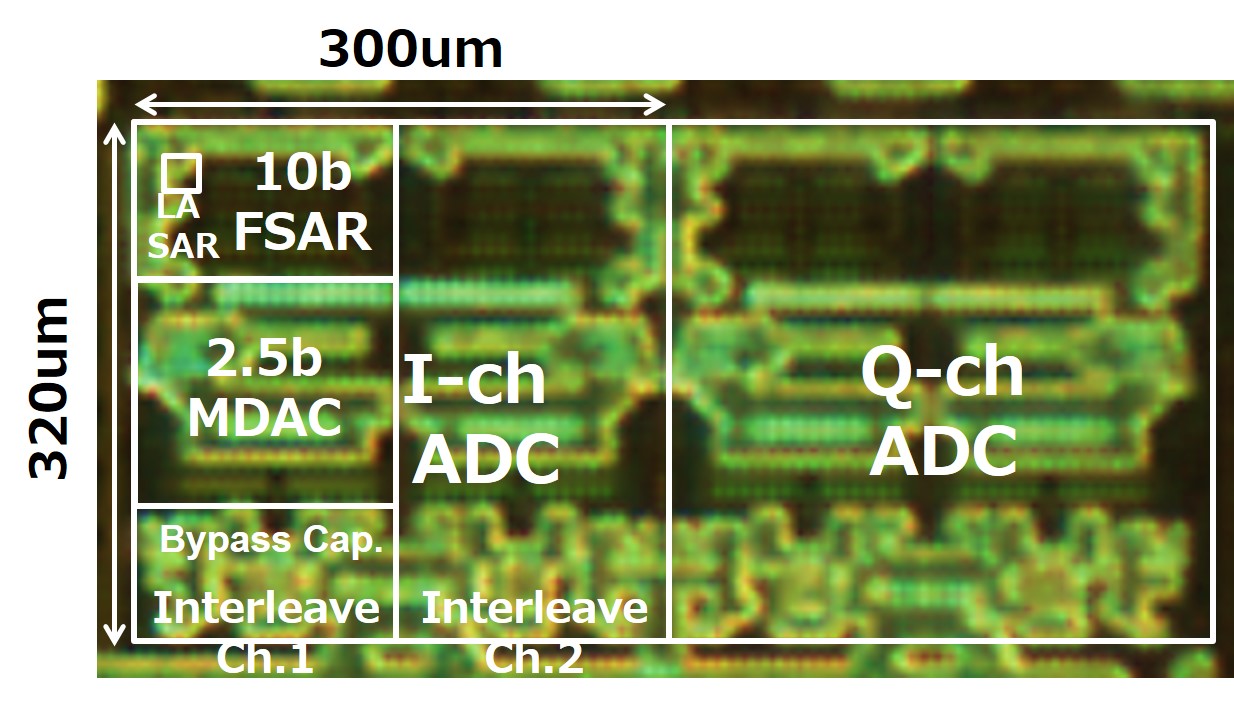 300um
320um
10b
FSAR
LA
SAR
2.5b
MDAC
I-ch
ADC
Q-ch
ADC
Bypass Cap.
Interleave
Ch.1
Interleave
Ch.2